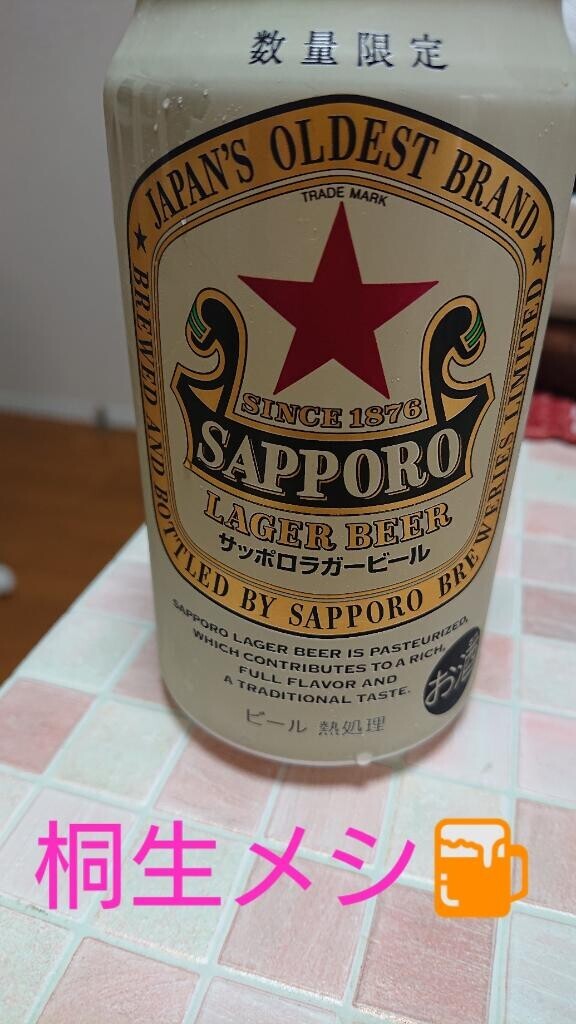 数量限定
★ JAPAN'S OLDEST BRAND ★
TRADE MARK
SINCE 1876
SAPPORO
LAGER BEER
サッポロラガービール
BREWED AND BOTTLED BY SAPPORO BREWERIES LIMITED
SAPPORO LAGER BEER IS PASTEURIZED,
WHICH CONTRIBUTES TO A RICH,
FULL FLAVOR AND
A TRADITIONAL TASTE.
お酒
ビール 熱処理
桐生メシ🍺